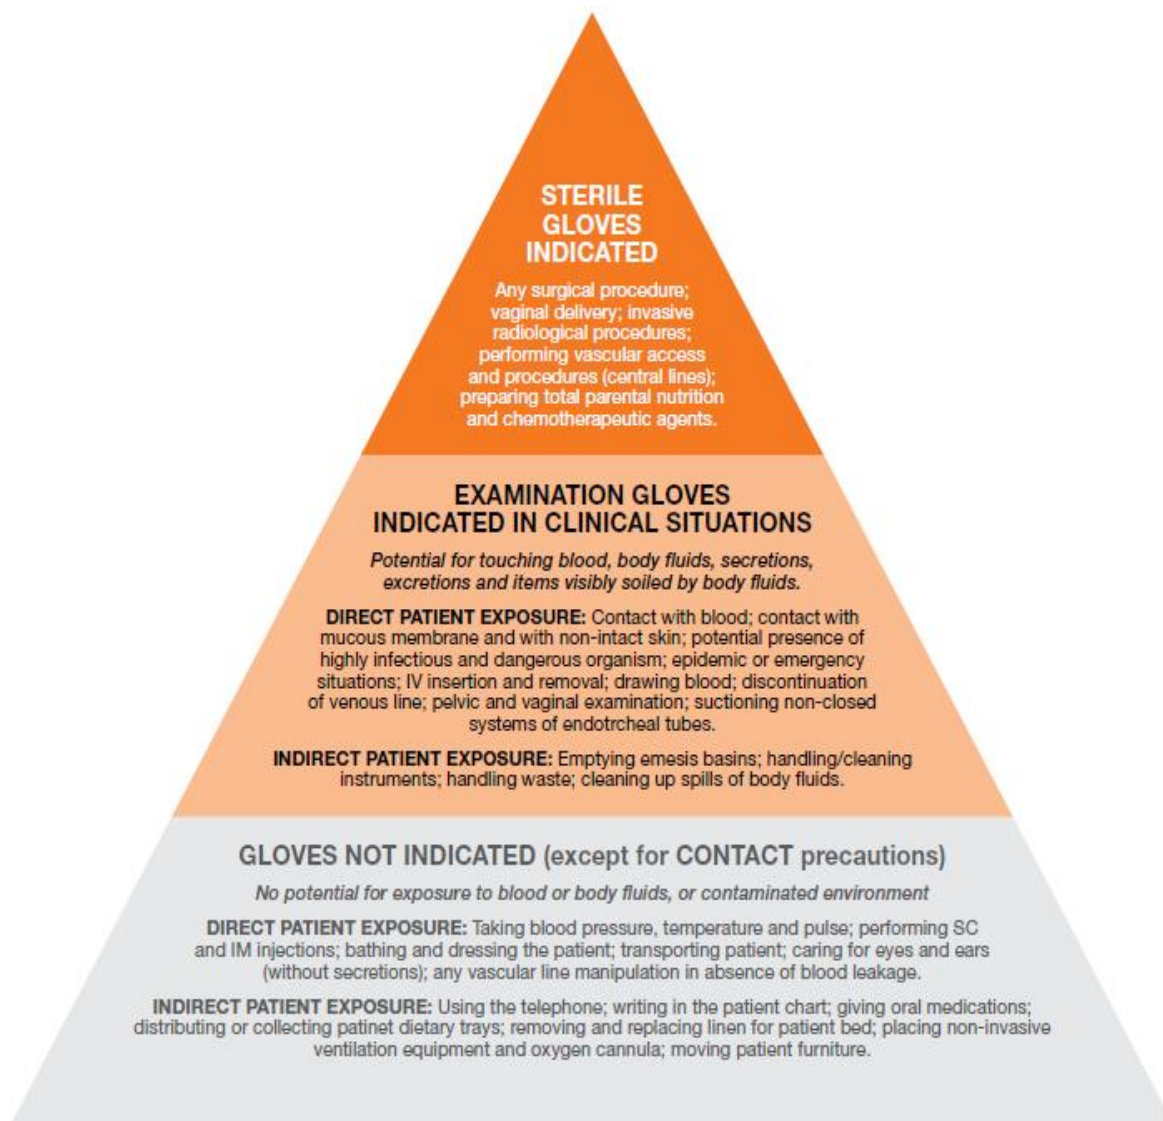 STERILE
GLOVES
INDICATED
Any surgical procedure;
vaginal delivery; invasive
radiological procedures;
performing vascular access
and procedures (central lines);
preparing total parental nutrition
and chemotherapeutic agents.
EXAMINATION GLOVES
INDICATED IN CLINICAL SITUATIONS
Potential for touching blood, body fluids, secretions,
excretions and items visibly soiled by body fluids.
DIRECT PATIENT EXPOSURE: Contact with blood; contact with
mucous membrane and with non-intact skin; potential presence of
highly infectious and dangerous organism; epidemic or emergency
situations; IV insertion and removal; drawing blood; discontinuation
of venous line; pelvic and vaginal examination; suctioning non-closed
systems of endotrcheal tubes.
INDIRECT PATIENT EXPOSURE: Emptying emesis basins; handling/cleaning
instruments; handling waste; cleaning up spills of body fluids.
GLOVES NOT INDICATED (except for CONTACT precautions)
No potential for exposure to blood or body fluids, or contaminated environment
DIRECT PATIENT EXPOSURE: Taking blood pressure, temperature and pulse; performing SC
and IM injections; bathing and dressing the patient; transporting patient; caring for eyes and ears
(without secretions); any vascular line manipulation in absence of blood leakage.
INDIRECT PATIENT EXPOSURE: Using the telephone; writing in the patient chart; giving oral medications;
distributing or collecting patinet dietary trays; removing and replacing linen for patient bed; placing non-invasive
ventilation equipment and oxygen cannula; moving patient furniture.